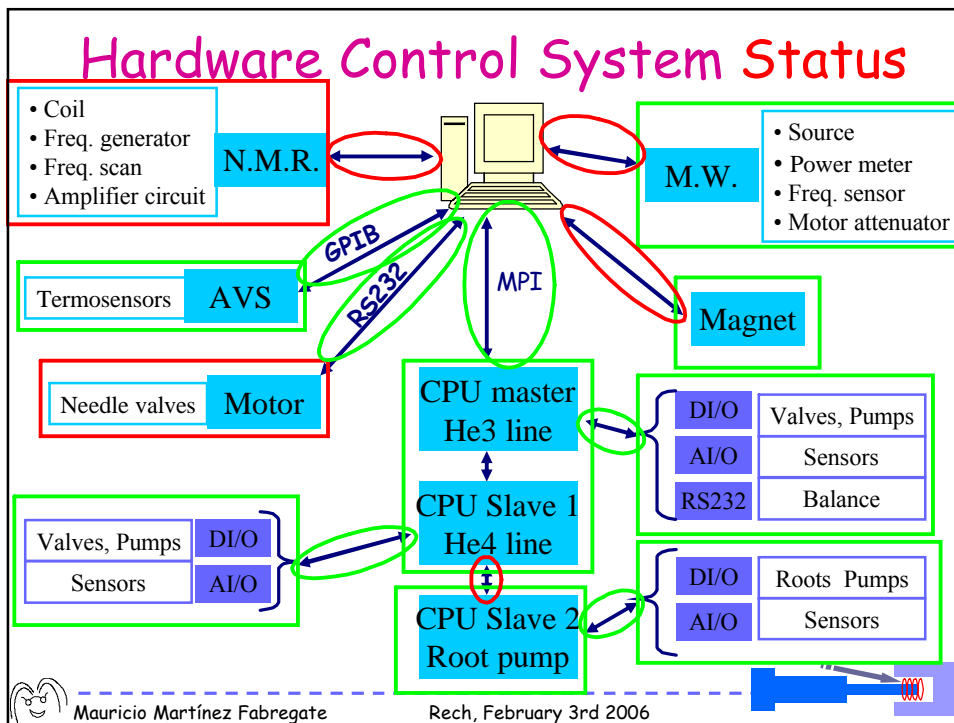 Hardware Control System Status
• Coil
• Freq. generator
• Freq. scan
• Amplifier circuit
N.M.R.
M.W.
• Source
• Power meter
• Freq. sensor
• Motor attenuator
GPIB
RS232
MPI
Termosensors
AVS
Magnet
Needle valves
Motor
CPU master
He3 line
DI/O
Valves, Pumps
AI/O
Sensors
RS232
Balance
CPU Slave 1
He4 line
Valves, Pumps
DI/O
Sensors
AI/O
CPU Slave 2
Root pump
DI/O
Roots Pumps
AI/O
Sensors
Mauricio Martínez Fabregate
Rech, February 3rd 2006